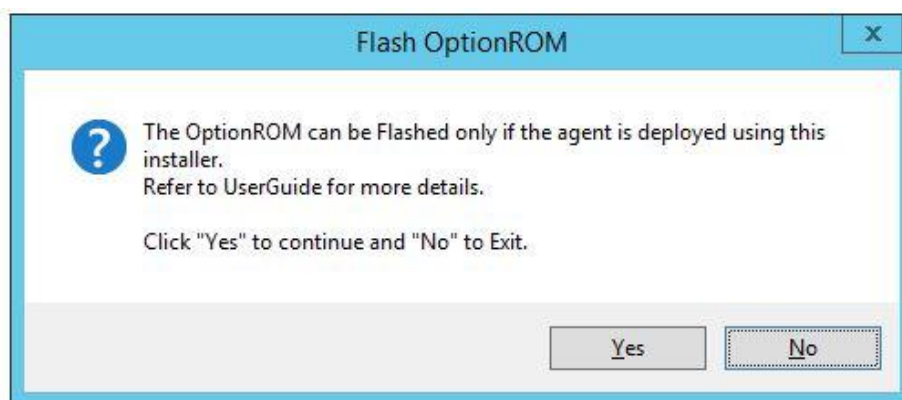 Flash OptionROM
x
?
The OptionROM can be Flashed only if the agent is deployed using this
installer.
Refer to UserGuide for more details.
Click "Yes" to continue and "No" to Exit.
Yes
No